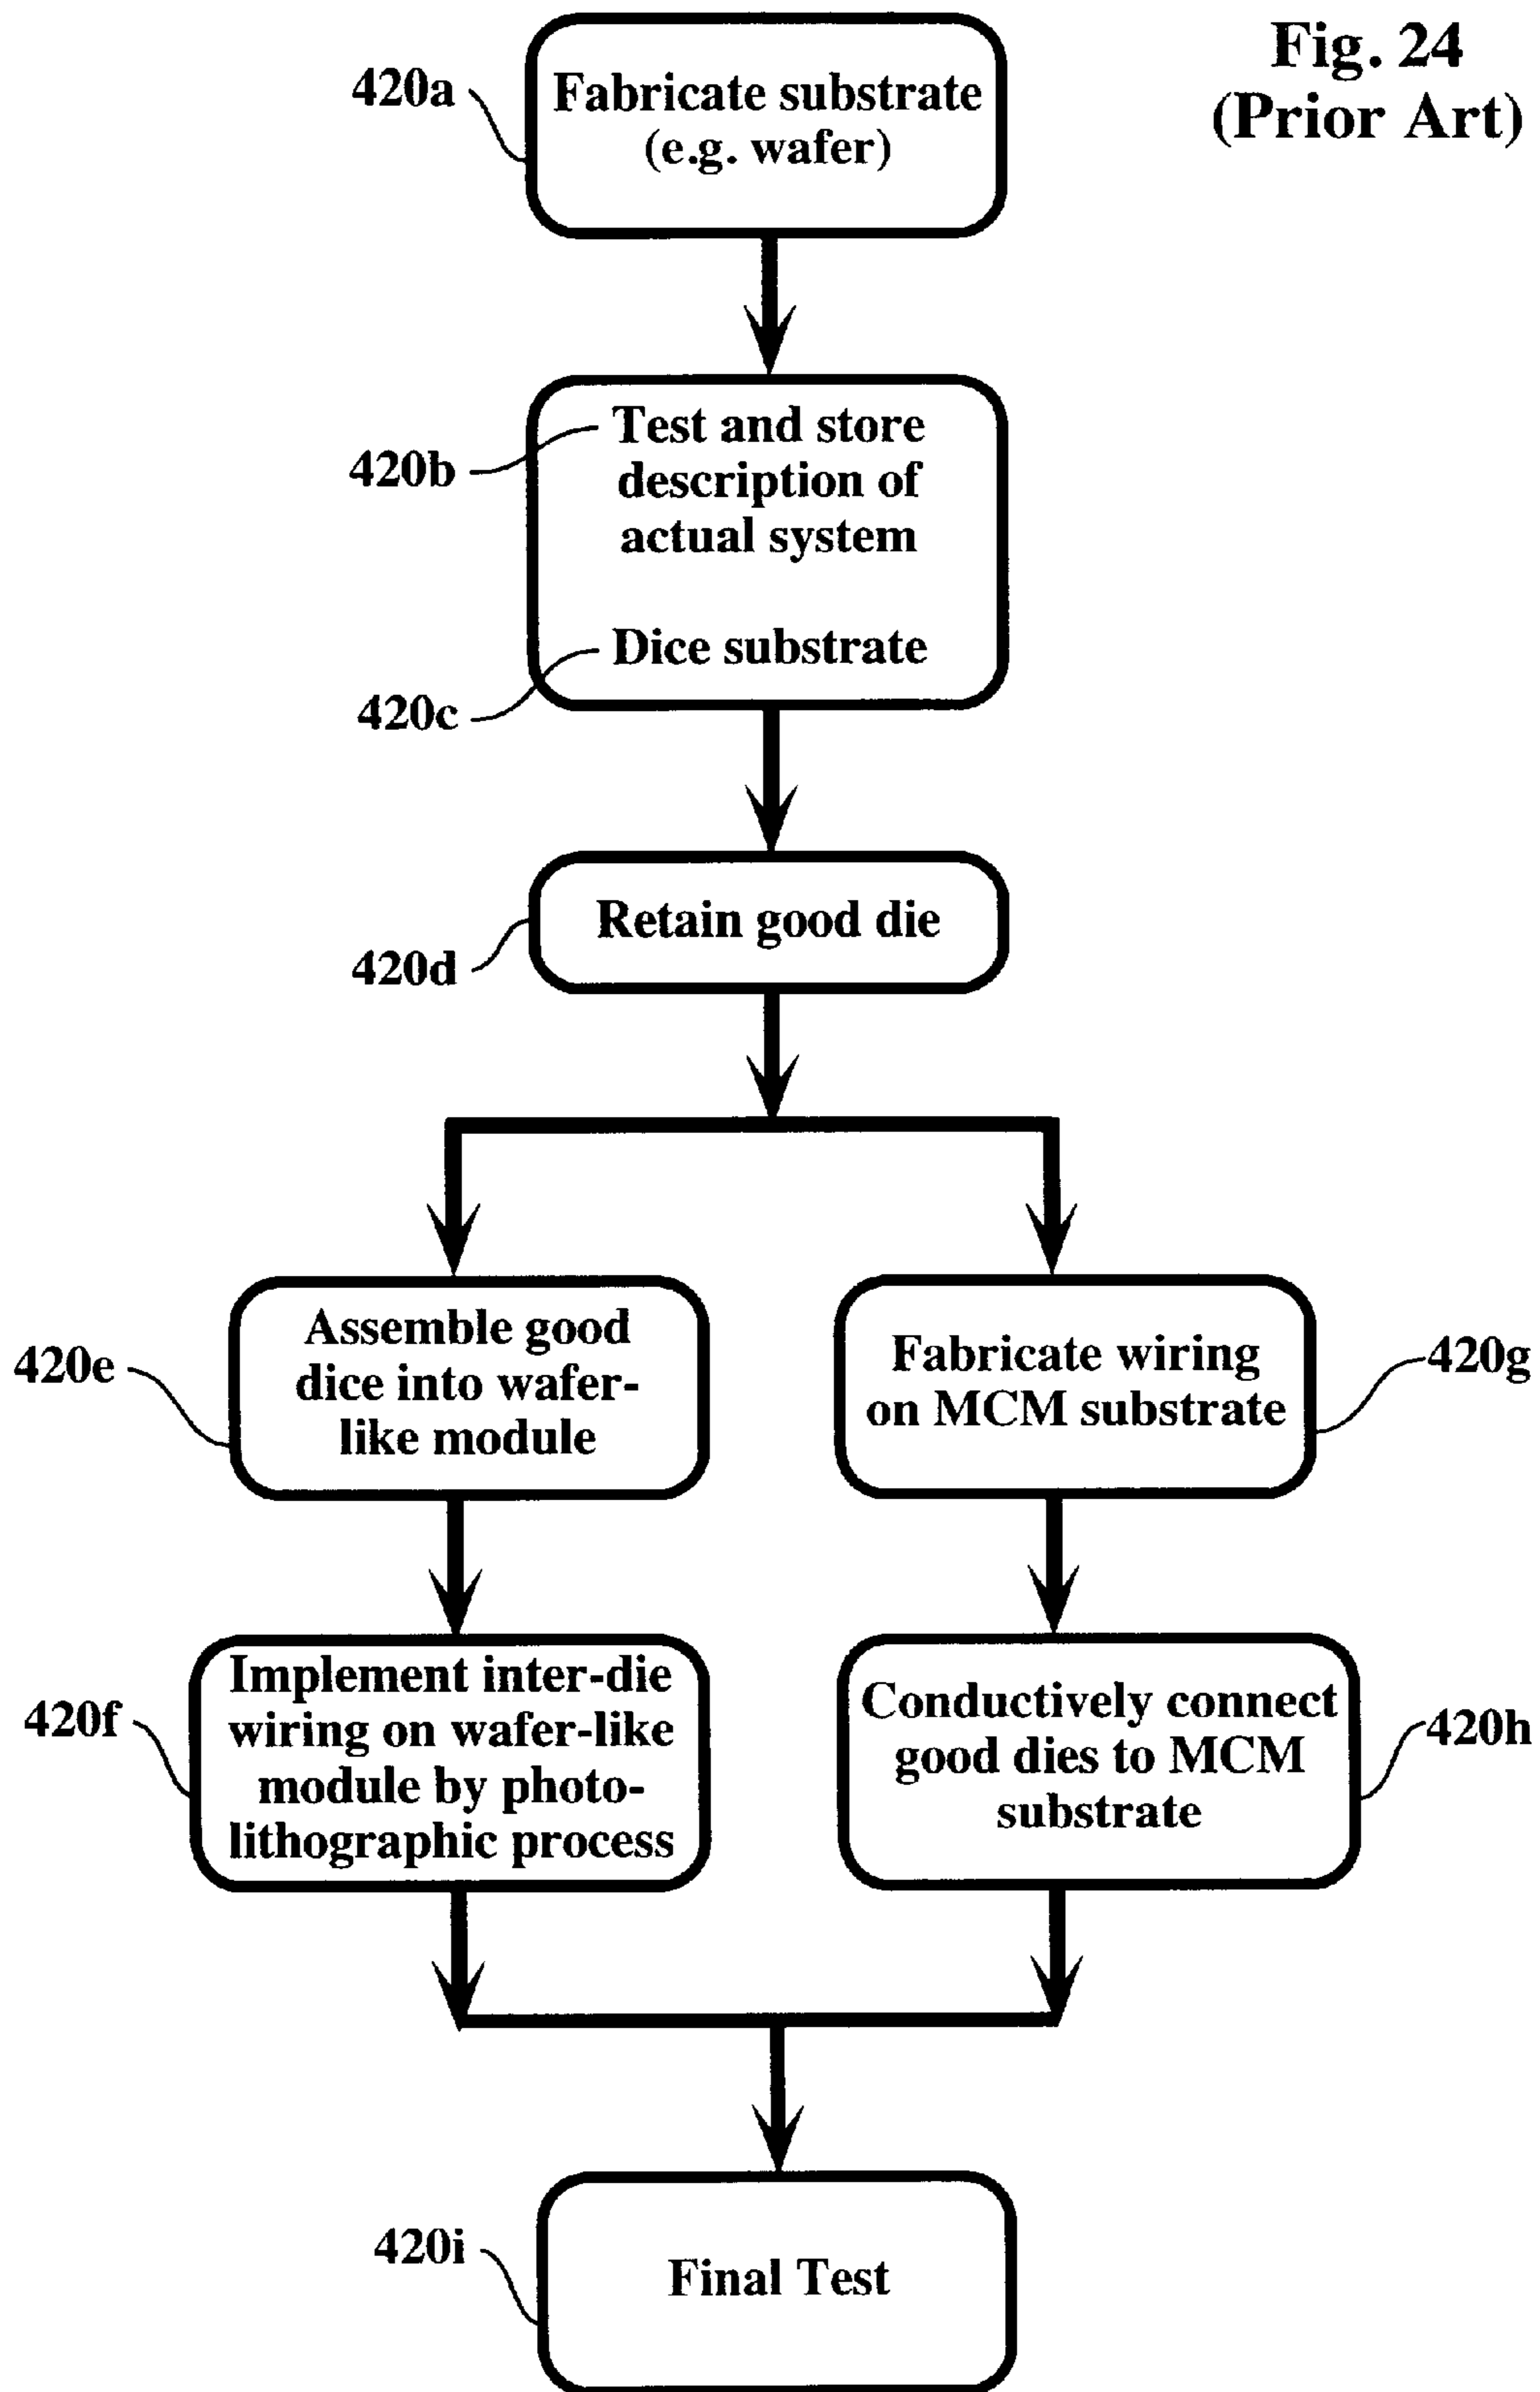 Fig. 24
(Prior Art)
420a
Fabricate substrate
(e.g. wafer)
420b
Test and store
description of
actual system
420c
Dice substrate
420d
Retain good die
420e
Assemble good
dice into wafer-
like module
420g
Fabricate wiring
on MCM substrate
420f
Implement inter-die
wiring on wafer-like
module by photo-
lithographic process
420h
Conductively connect
good dies to MCM
substrate
420i
Final Test